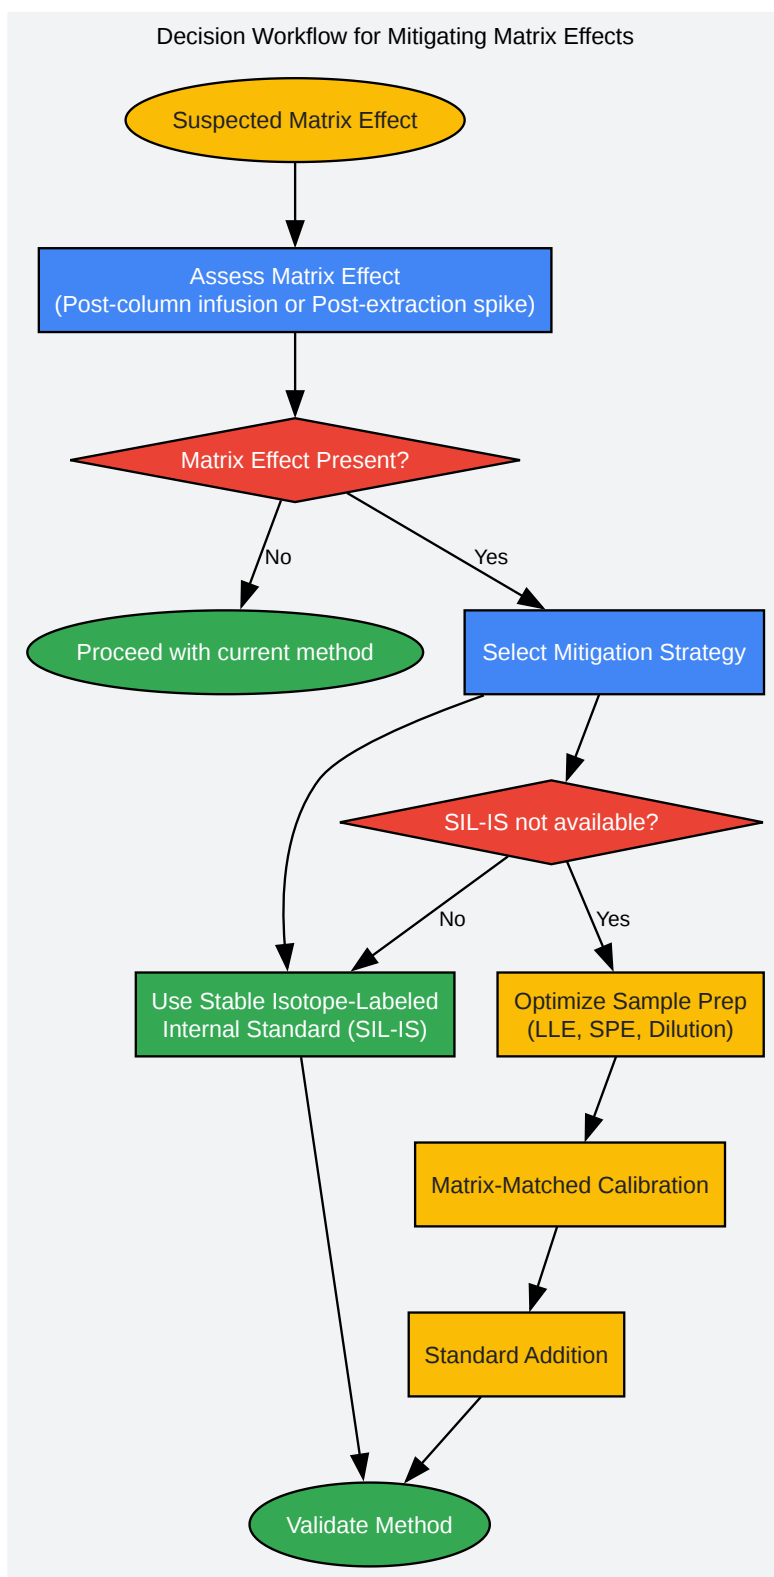 Decision Workflow for Mitigating Matrix Effects
Suspected Matrix Effect
Assess Matrix Effect
(Post-column infusion or Post-extraction spike)
Matrix Effect Present?
No
Yes
Proceed with current method
Select Mitigation Strategy
SIL-IS not available?
No
Yes
Use Stable Isotope-Labeled
Internal Standard (SIL-IS)
Optimize Sample Prep
(LLE, SPE, Dilution)
Matrix-Matched Calibration
Standard Addition
Validate Method